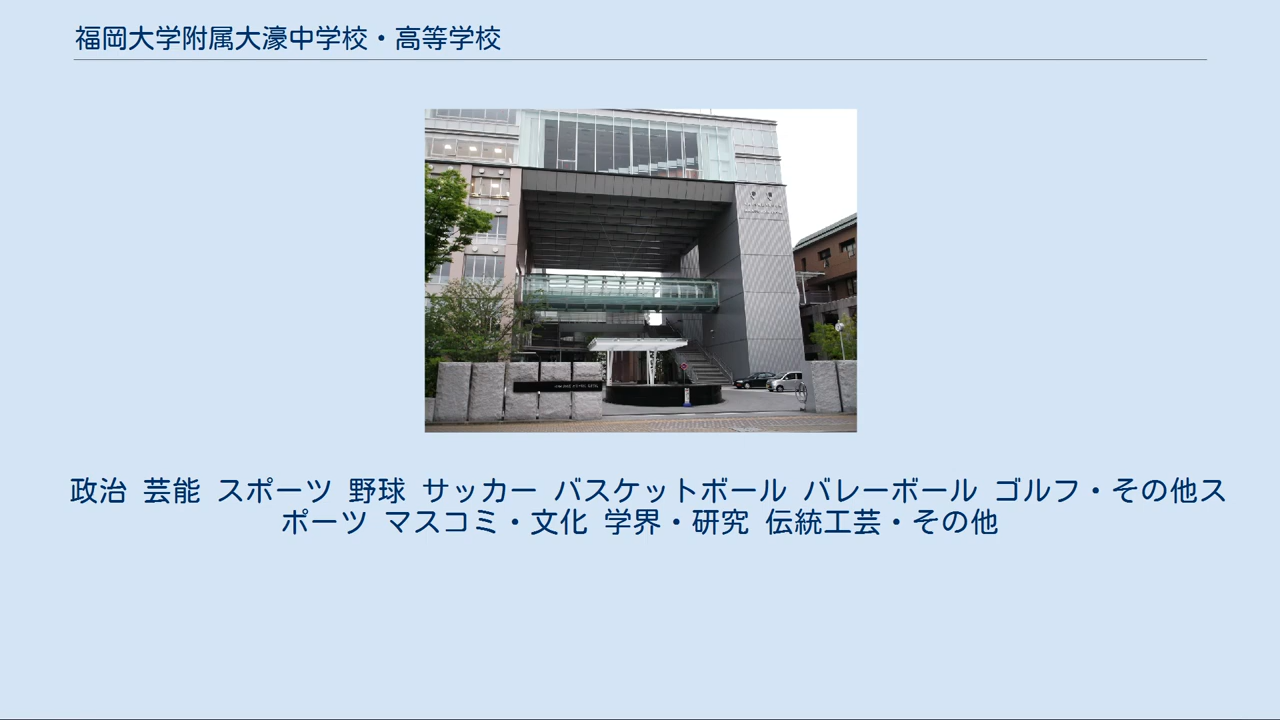 福岡大学附属大濠中学校・高等学校
政治 芸能 スポーツ 野球 サッカー バスケットボール バレーボール ゴルフ・その他ス
ポーツ マスコミ・文化 学界・研究 伝統工芸・その他